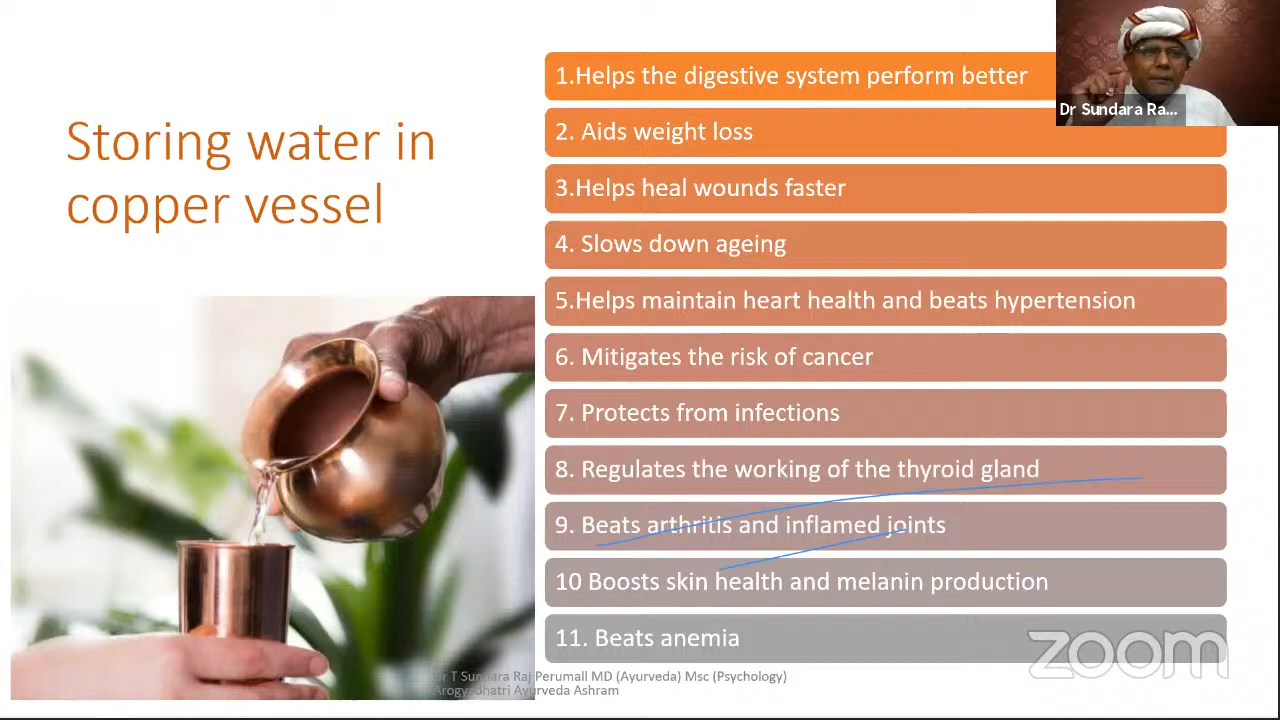 Storing water in
copper vessel
1.Helps the digestive system perform better
2. Aids weight loss
3.Helps heal wounds faster
4. Slows down ageing
5.Helps maintain heart health and beats hypertension
6. Mitigates the risk of cancer
7. Protects from infections
8. Regulates the working of the thyroid gland
9. Beats arthritis and inflamed joints
10 Boosts skin health and melanin production
11. Beats anemia
Dr T Sundara Raj Perumall MD (Ayurveda) Msc (Psychology)
Arogyadhatri Ayurveda Ashram
Dr Sundara Ra...
zoom